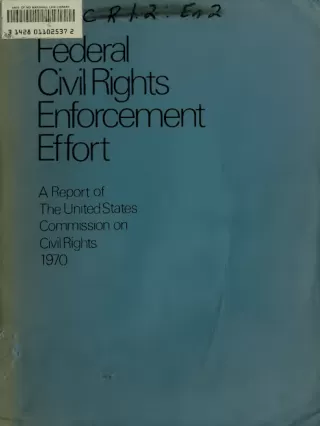 C R 1.2: En 2
3 1428 01102537 2
Federal
Civil Rights
Enforcement
Effort
A Report of
The United States
Commission on
Civil Rights
1970